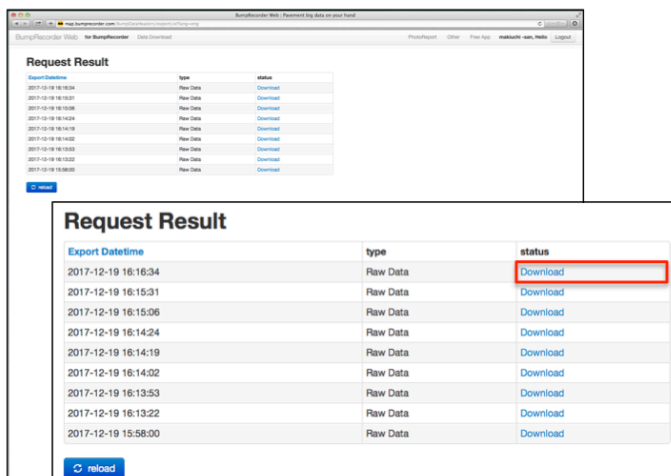 BumpRecorder Web : Pavement big data on your hand
BumpRecorder Web for BumpRecorder Data Download PhotoReport Other Free App makiuchi -san, Hello Logout
Request Result
Export Datetime type status
2017-12-19 16:16:34 Raw Data Download
2017-12-19 16:15:31 Raw Data Download
2017-12-19 16:15:06 Raw Data Download
2017-12-19 16:14:24 Raw Data Download
2017-12-19 16:14:19 Raw Data Download
2017-12-19 16:14:02 Raw Data Download
2017-12-19 16:13:53 Raw Data Download
2017-12-19 16:13:22 Raw Data Download
2017-12-19 15:58:00 Raw Data Download
reload
Request Result
Export Datetime type status
2017-12-19 16:16:34 Raw Data Download
2017-12-19 16:15:31 Raw Data Download
2017-12-19 16:15:06 Raw Data Download
2017-12-19 16:14:24 Raw Data Download
2017-12-19 16:14:19 Raw Data Download
2017-12-19 16:14:02 Raw Data Download
2017-12-19 16:13:53 Raw Data Download
2017-12-19 16:13:22 Raw Data Download
2017-12-19 15:58:00 Raw Data Download
reload